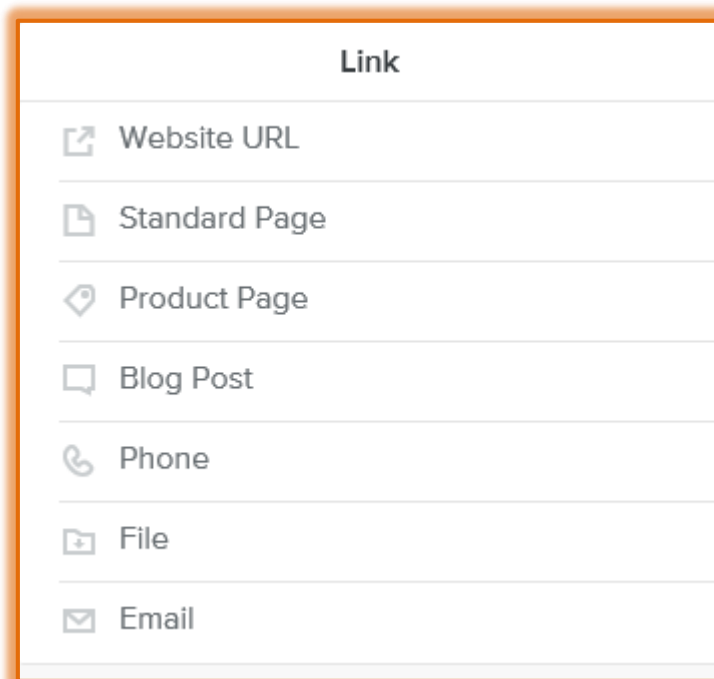 Link
Website URL
Standard Page
Product Page
Blog Post
Phone
File
Email